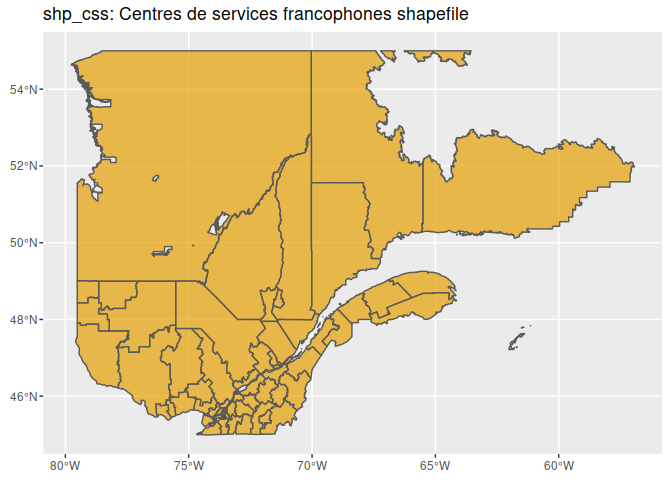 shp_css: Centres de services francophones shapefile
54°N
52°N
50°N
48°N
46°N
80°W
75°W
70°W
65°W
60°W